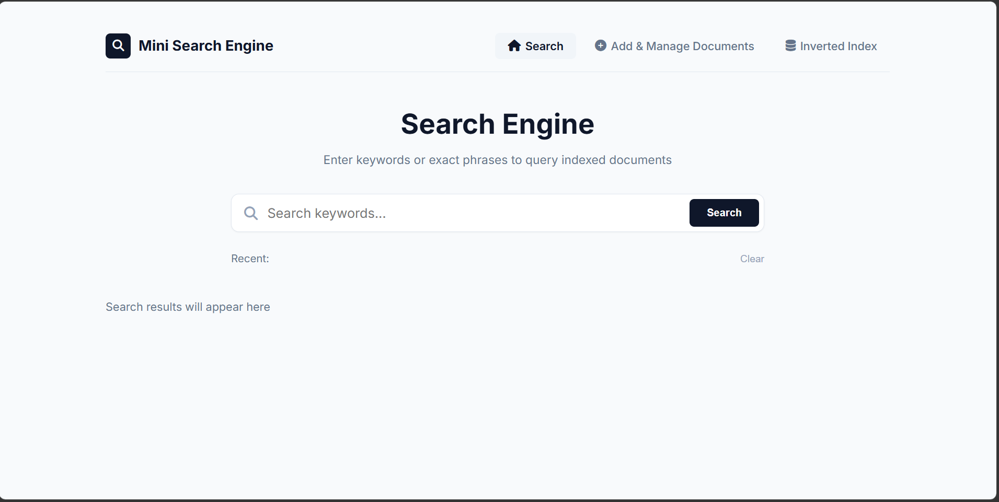 Mini Search Engine
Search
Add & Manage Documents
Inverted Index
Search Engine
Enter keywords or exact phrases to query indexed documents
Search keywords...
Search
Recent:
Clear
Search results will appear here